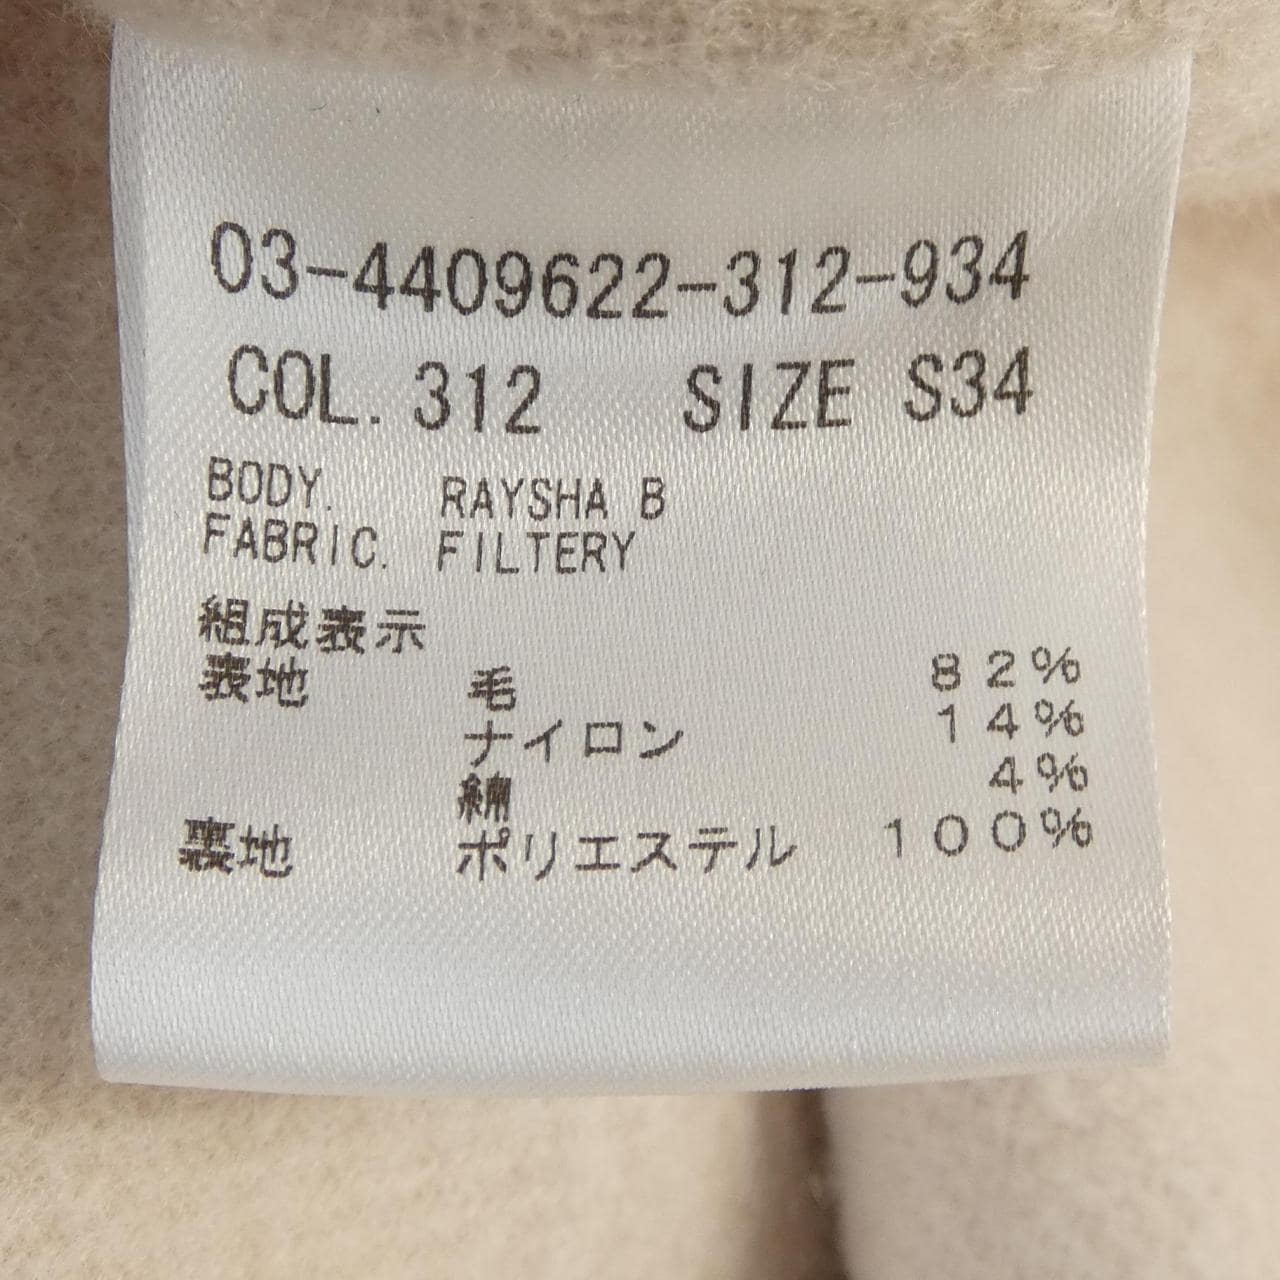 03-4409622-312-934
COL. 312 SIZE S34
BODY. RAYSHA B
FABRIC. FILTERY
組成表示
表地 毛 82%
ナイロン 14%
綿 4%
裏地 ポリエステル 100%